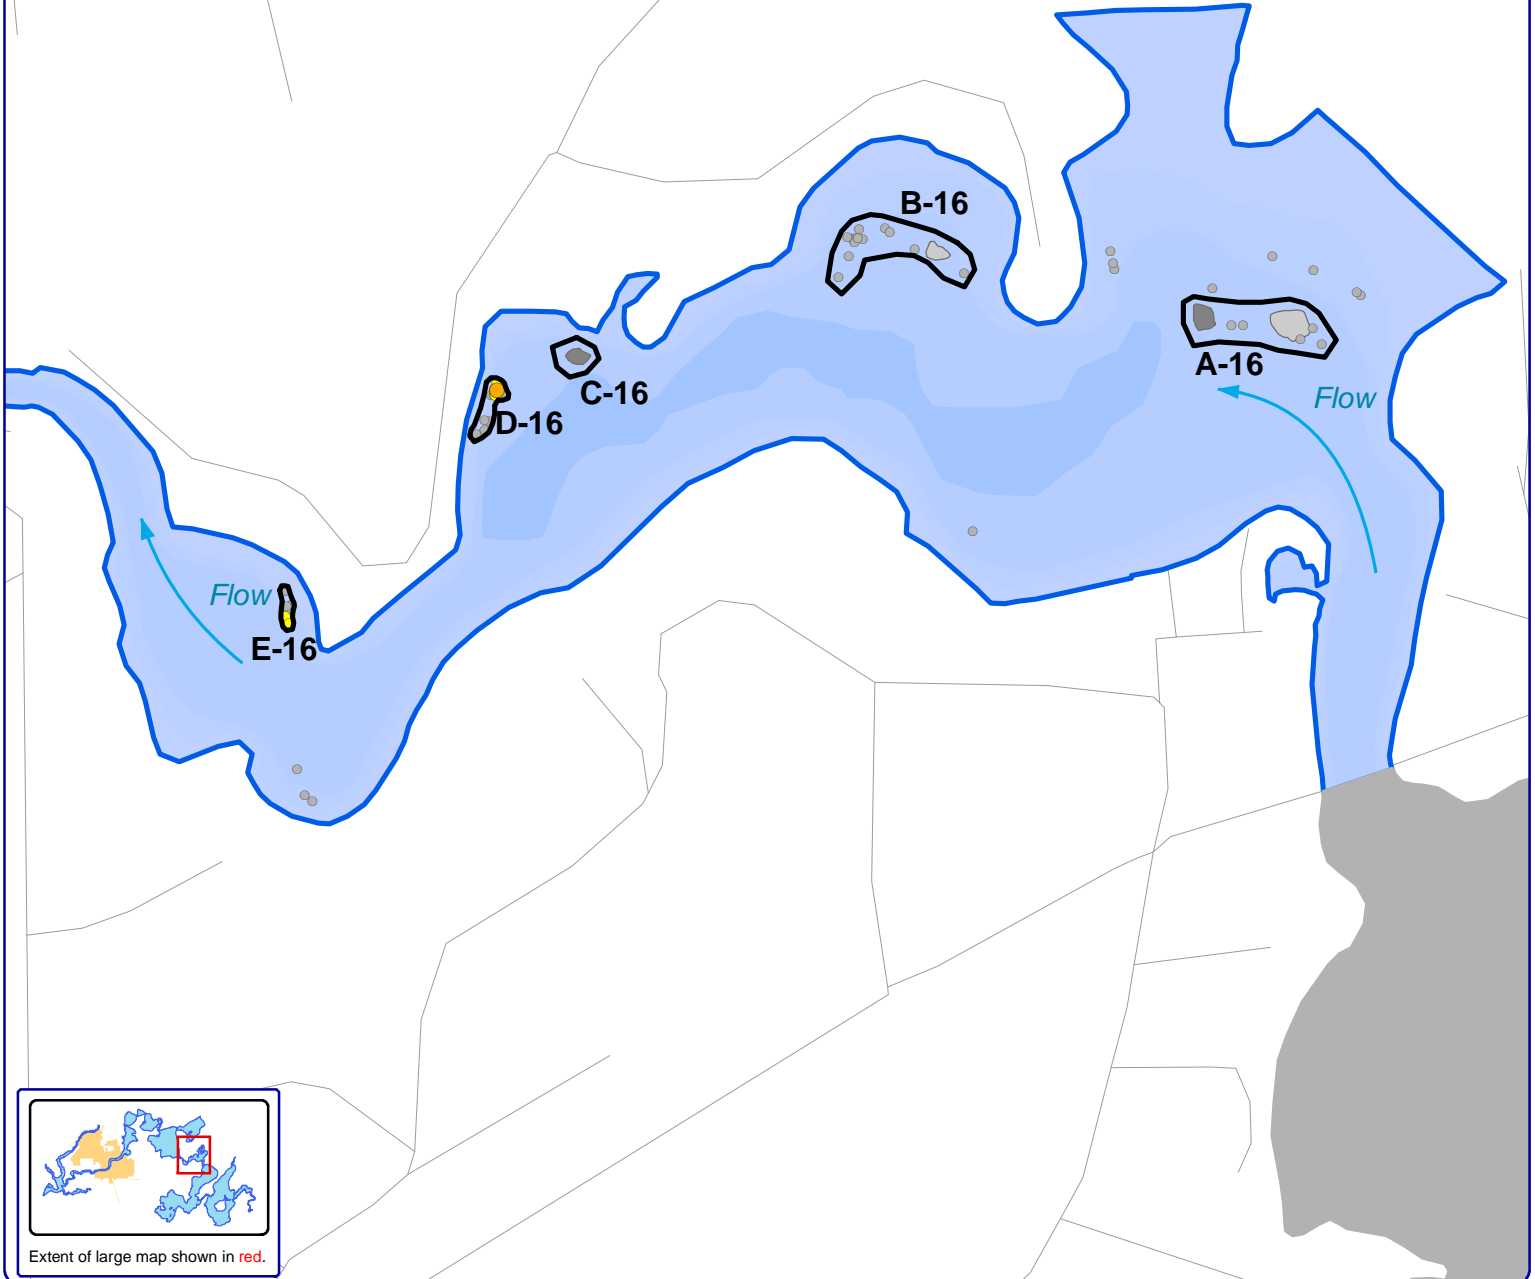 B-16
A-16
Flow
C-16
D-16
Flow
E-16
Extent of large map shown in red.